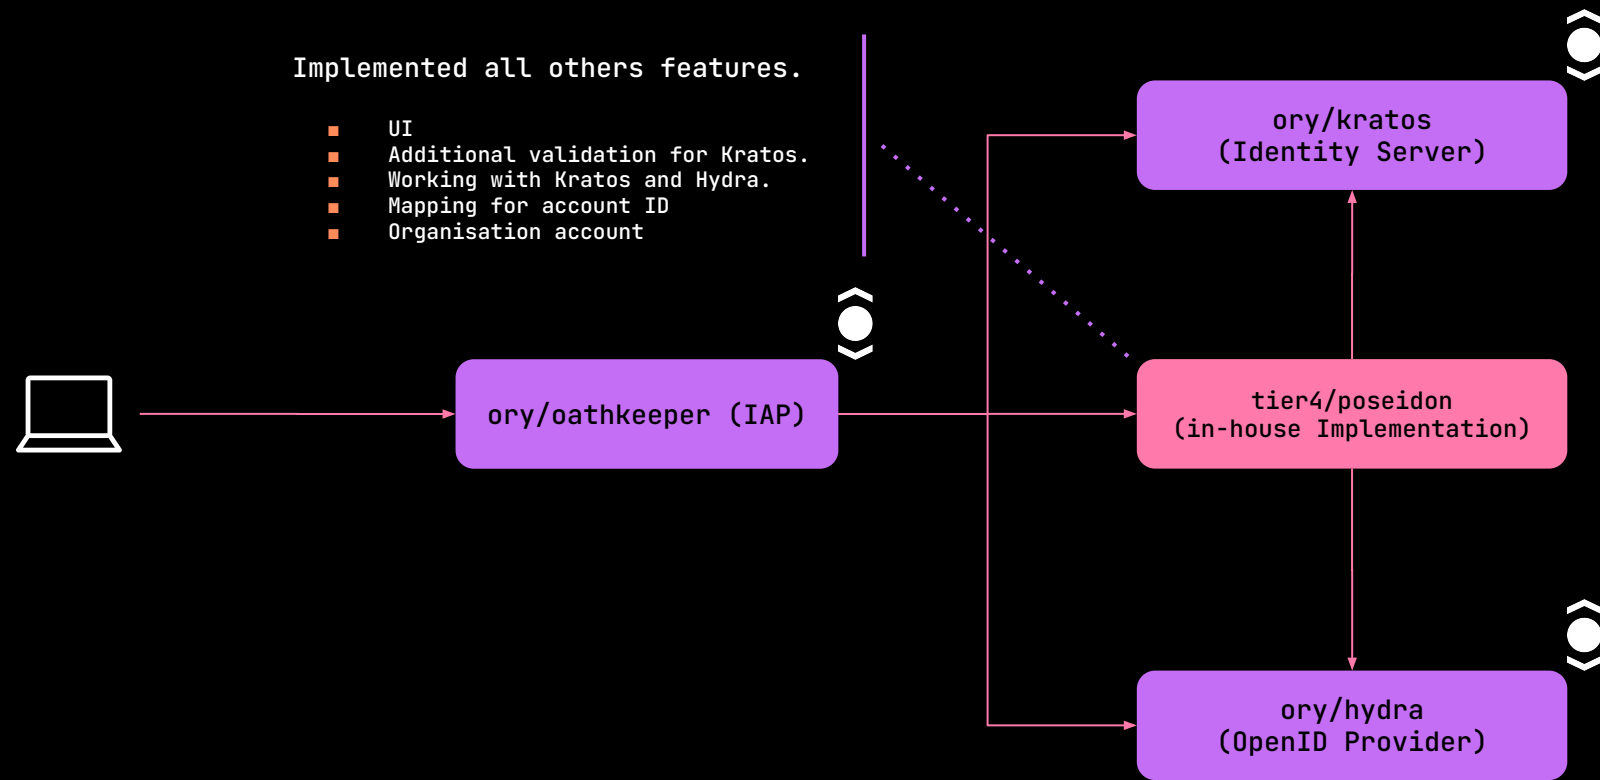 Implemented all others features.
UI
Additional validation for Kratos.
Working with Kratos and Hydra.
Mapping for account ID
Organisation account
ory/kratos
(Identity Server)
ory/oathkeeper (IAP)
tier4/poseidon
(in-house Implementation)
ory/hydra
(OpenID Provider)